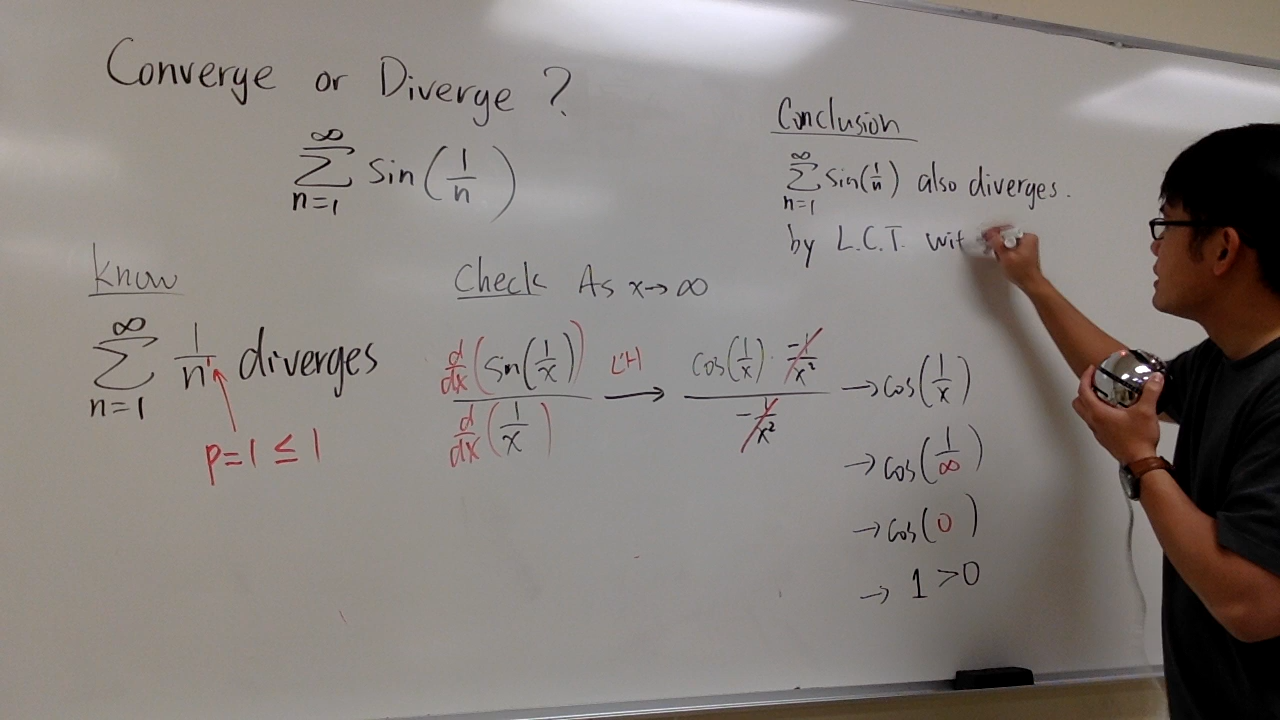 Converge or Diverge ?
∞
∑ sin(1/n)
n=1
Know
∞
∑ 1/n¹ diverges
n=1
p=1 ≤ 1
Check As x→∞
d/dx (sin(1/x)) / d/dx (1/x) L'H → cos(1/x) · -1/x² / -1/x² → cos(1/x)
→ cos(1/∞)
→ cos(0)
→ 1 >0
Conclusion
∞
∑ sin(1/n) also diverges.
n=1
by L.C.T. wit